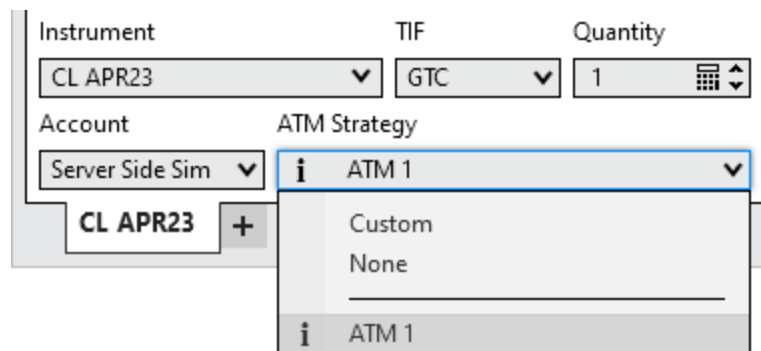 Instrument TIF Quantity
CL APR23 GTC 1
Account ATM Strategy
Server Side Sim i ATM 1
CL APR23 + Custom
None
i ATM 1